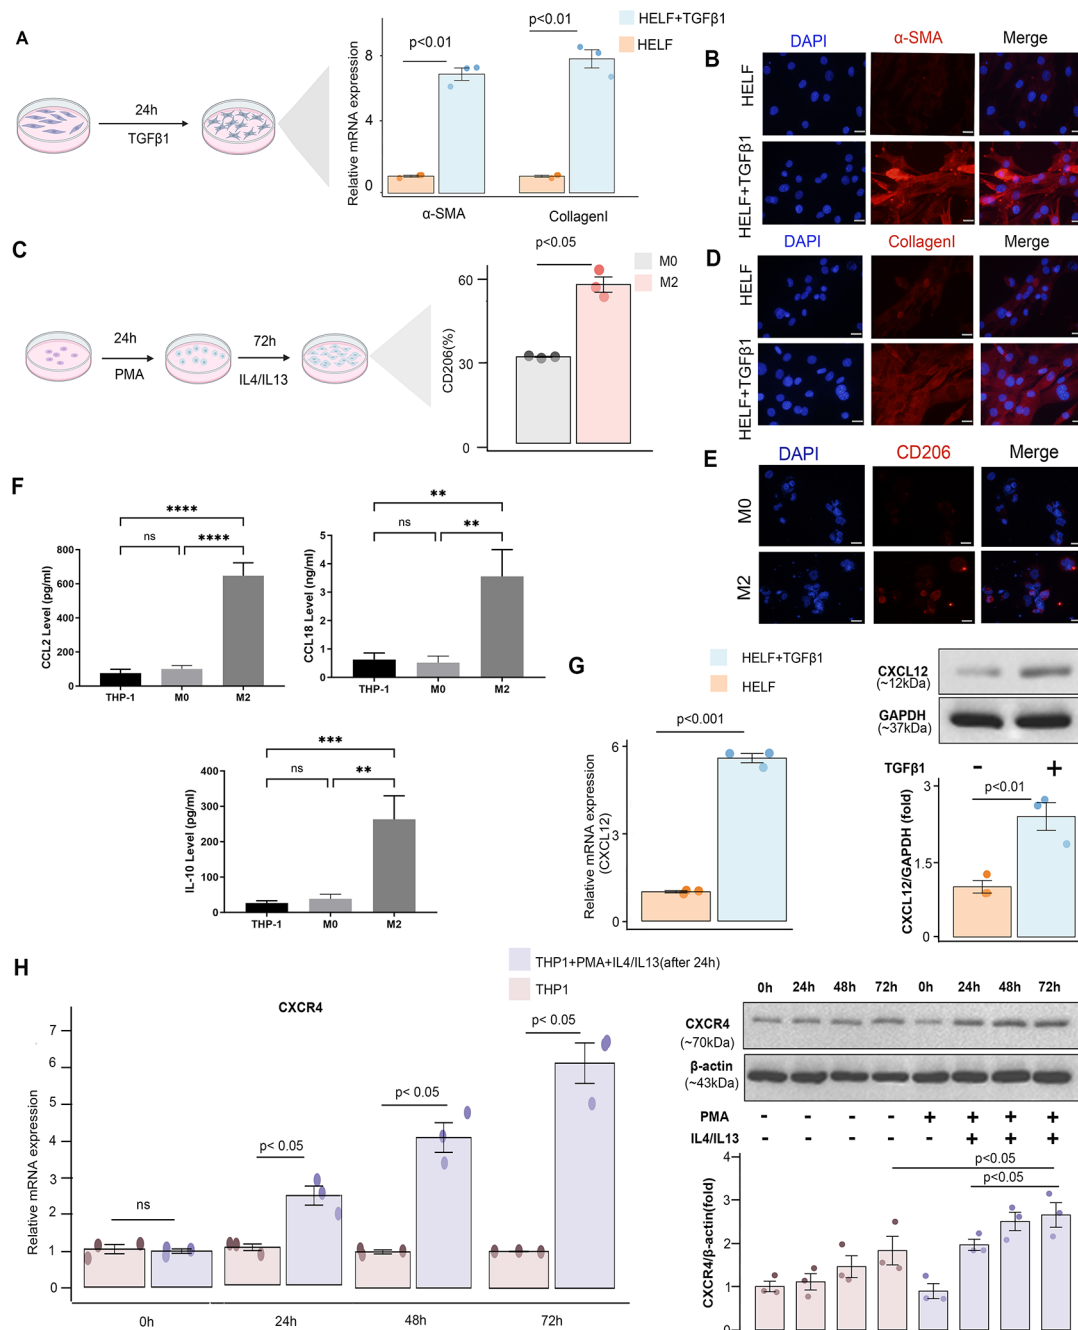 A
24h
TGFβ1
Relative mRNA expression
8
4
0
p<0.01
p<0.01
HELF+TGFβ1
HELF
α-SMA
CollagenI
B
DAPI
α-SMA
Merge
HELF
HELF+TGFβ1
C
24h
PMA
72h
IL4/IL13
CD206(%)
60
30
0
p<0.05
M0
M2
D
DAPI
CollagenI
Merge
HELF
HELF+TGFβ1
E
DAPI
CD206
Merge
M0
M2
F
****
ns
****
CCL2 Level (pg/ml)
800
600
400
200
0
THP-1
M0
M2
**
ns
**
CCL18 Level (ng/ml)
5
4
3
2
1
0
THP-1
M0
M2
***
ns
**
IL-10 Level (pg/ml)
400
300
200
100
0
THP-1
M0
M2
G
HELF+TGFβ1
HELF
p<0.001
Relative mRNA expression
(CXCL12)
6
3
0
CXCL12
(~12kDa)
GAPDH
(~37kDa)
TGFβ1
-
+
p<0.01
CXCL12/GAPDH (fold)
3
1.5
0
H
THP1+PMA+IL4/IL13(after 24h)
THP1
CXCR4
Relative mRNA expression
7
6
5
4
3
2
1
0
ns
p< 0.05
p< 0.05
p< 0.05
0h
24h
48h
72h
0h 24h 48h 72h 0h 24h 48h 72h
CXCR4
(~70kDa)
β-actin
(~43kDa)
PMA - - - - + + + +
IL4/IL13 - - - - - + + +
p<0.05
p<0.05
CXCR4/β-actin(fold)
4
3
2
1
0